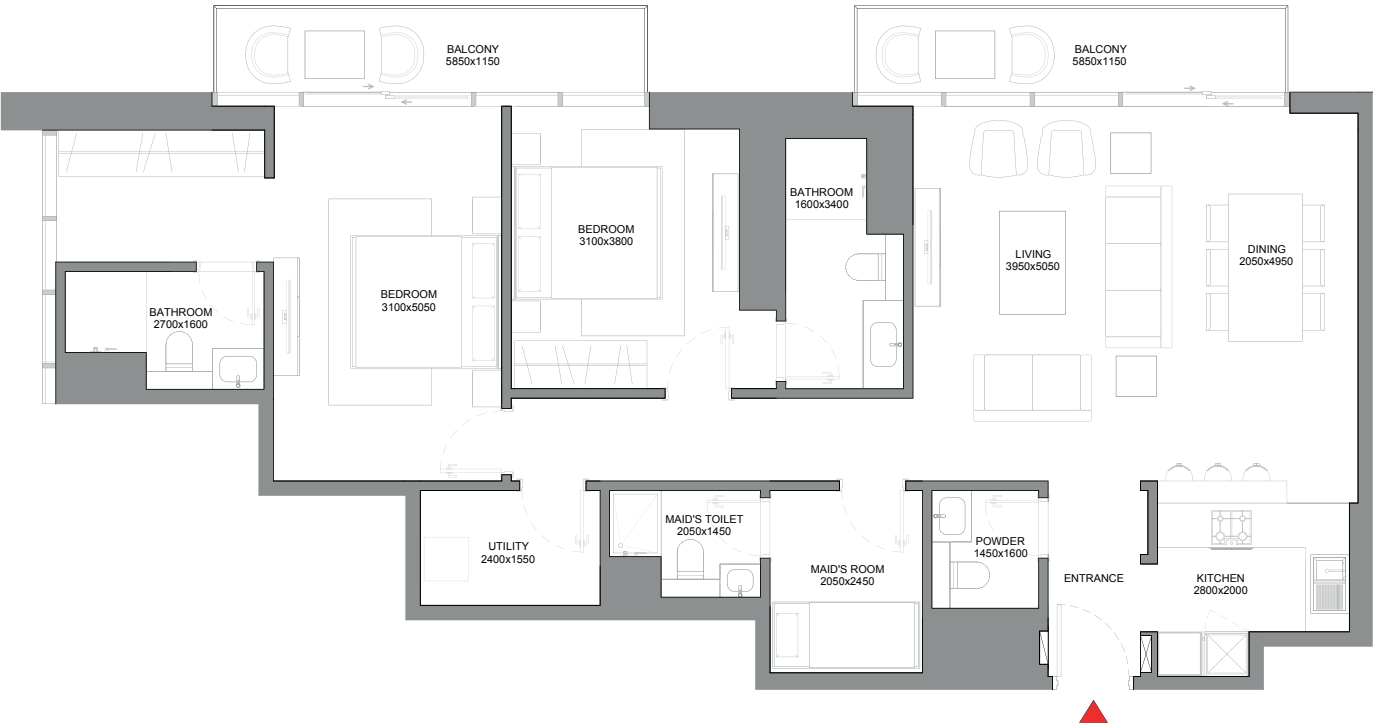 BALCONY
5850x1150
BALCONY
5850x1150
BATHROOM
1600x3400
BEDROOM
3100x3800
LIVING
3950x5050
DINING
2050x4950
BEDROOM
3100x5050
BATHROOM
2700x1600
MAID'S TOILET
2050x1450
UTILITY
2400x1550
POWDER
1450x1600
MAID'S ROOM
2050x2450
ENTRANCE
KITCHEN
2800x2000